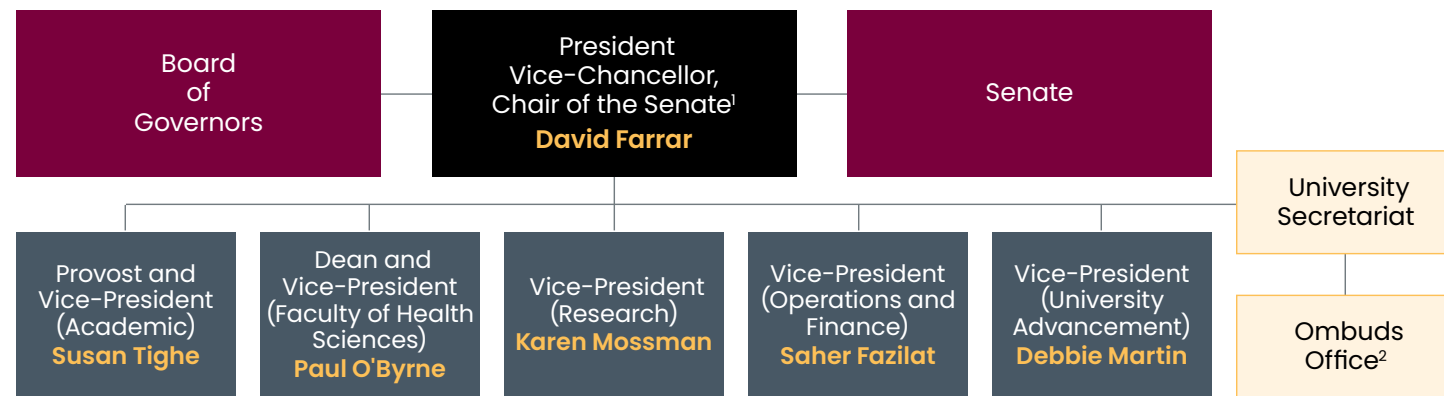 Board
of
Governors
President
Vice-Chancellor,
Chair of the Senate¹
David Farrar
Senate
University
Secretariat
Provost and
Vice-President
(Academic)
Susan Tighe
Dean and
Vice-President
(Faculty of Health
Sciences)
Paul O'Byrne
Vice-President
(Research)
Karen Mossman
Vice-President
(Operations and
Finance)
Saher Fazilat
Vice-President
(University
Advancement)
Debbie Martin
Ombuds
Office²